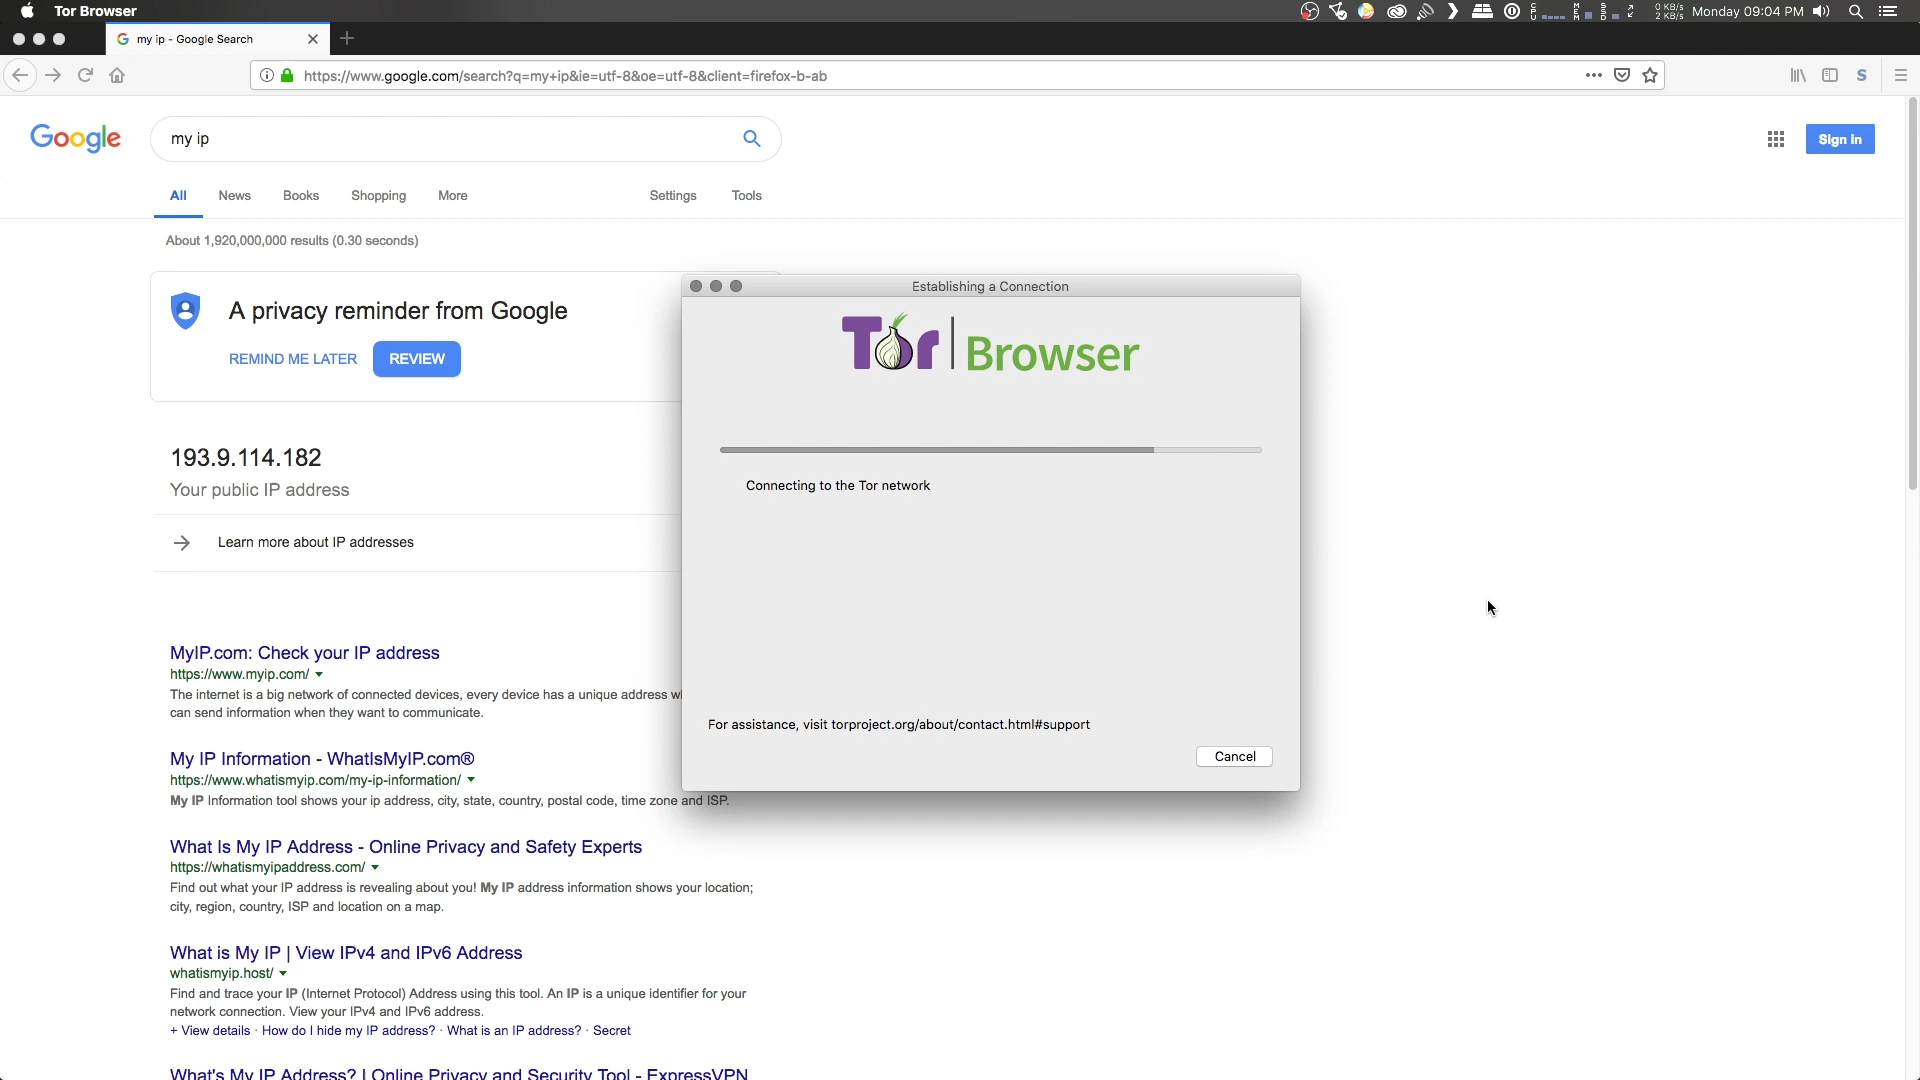 Tor Browser
0 KB/s
2 KB/s
Monday 09:04 PM
my ip - Google Search
https://www.google.com/search?q=my+ip&ie=utf-8&oe=utf-8&client=firefox-b-ab
S
Google
my ip
Sign in
All News Books Shopping More Settings Tools
About 1,920,000,000 results (0.30 seconds)
A privacy reminder from Google
REMIND ME LATER
REVIEW
193.9.114.182
Your public IP address
Learn more about IP addresses
MyIP.com: Check your IP address
https://www.myip.com/
The internet is a big network of connected devices, every device has a unique address
can send information when they want to communicate.
My IP Information - WhatIsMyIP.com®
https://www.whatismyip.com/my-ip-information/
My IP Information tool shows your ip address, city, state, country, postal code, time zone and ISP.
What Is My IP Address - Online Privacy and Safety Experts
https://whatismyipaddress.com/
Find out what your IP address is revealing about you! My IP address information shows your location;
city, region, country, ISP and location on a map.
What is My IP | View IPv4 and IPv6 Address
whatismyip.host/
Find and trace your IP (Internet Protocol) Address using this tool. An IP is a unique identifier for your
network connection. View your IPv4 and IPv6 address.
+ View details · How do I hide my IP address? · What is an IP address? · Secret
What's My IP Address? | Online Privacy and Security Tool - ExpressVPN
Establishing a Connection
Tor | Browser
Connecting to the Tor network
For assistance, visit torproject.org/about/contact.html#support
Cancel